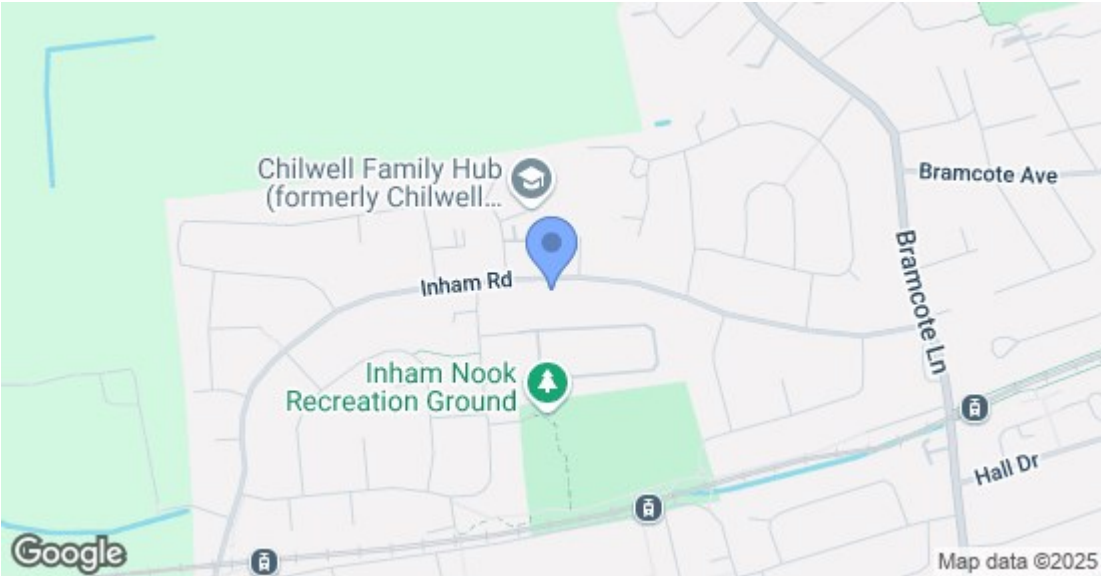 Chilwell Family Hub
(formerly Chilwell...
Bramcote Ave
Inham Rd
Bramcote Ln
Inham Nook
Recreation Ground
Hall Dr
Google
Map data ©2025